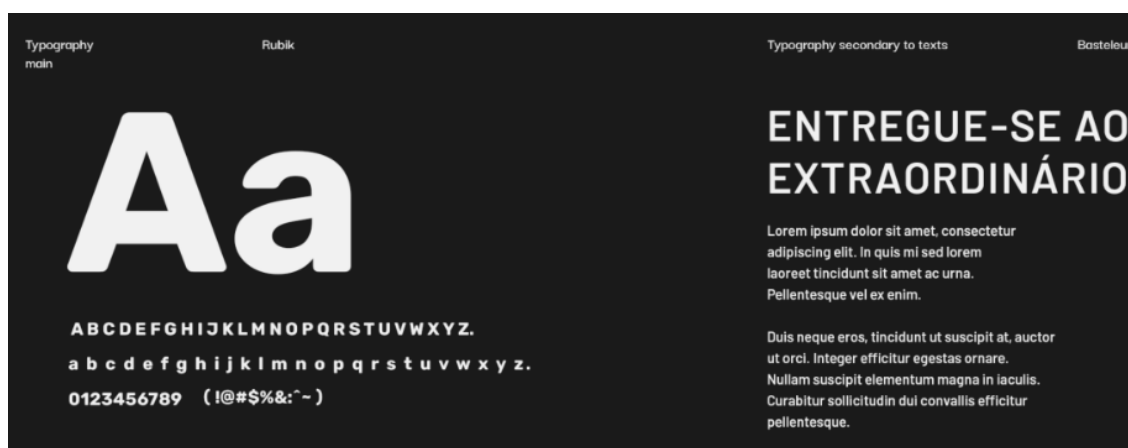 Typography
main
Rubik
Aa
ABCDEFGHIJKLMNOPQRSTUVWXYZ.
a b c d e f g h i j k l m n o p q r s t u v w x y z.
0123456789 ( !@#$%&:ˆ~ )
Typography secondary to texts
Basteleu
ENTREGUE-SE AO
EXTRAORDINÁRIO
Lorem ipsum dolor sit amet, consectetur
adipiscing elit. In quis mi sed lorem
laoreet tincidunt sit amet ac urna.
Pellentesque vel ex enim.
Duis neque eros, tincidunt ut suscipit at, auctor
ut orci. Integer efficitur egestas ornare.
Nullam suscipit elementum magna in iaculis.
Curabitur sollicitudin dui convallis efficitur
pellentesque.